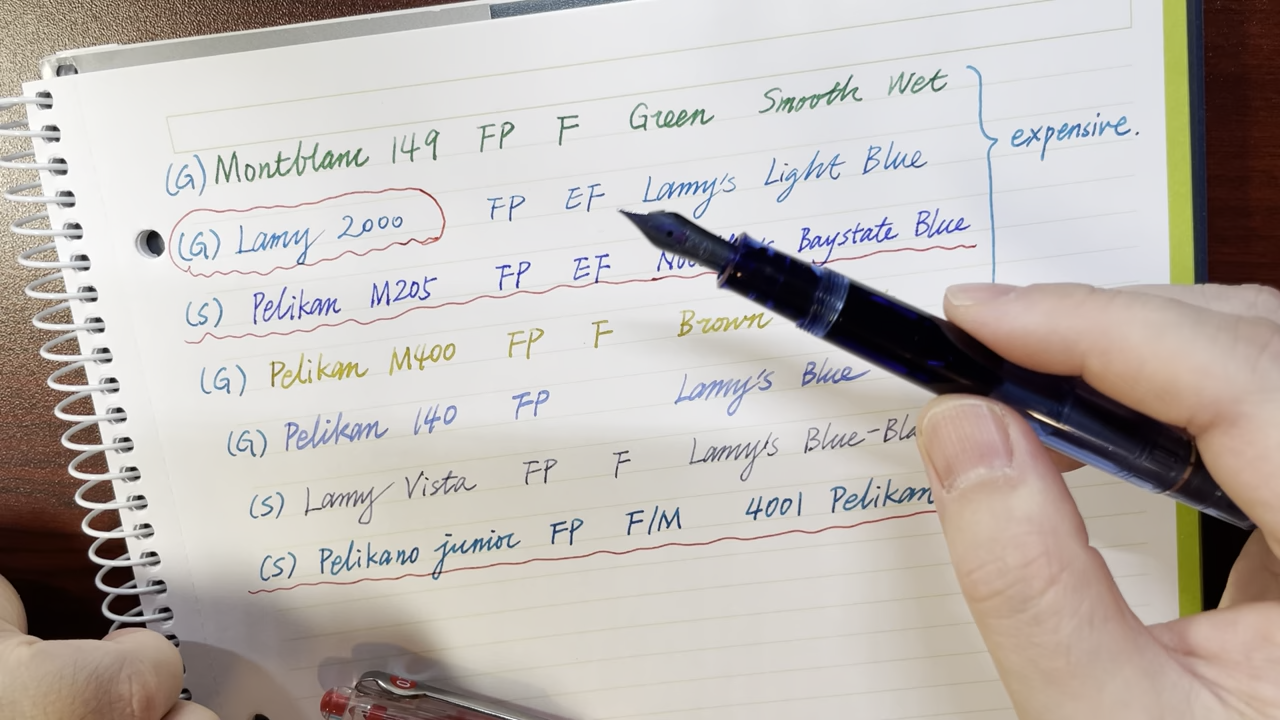 (G) Montblanc 149 FP F Green Smooth Wet
expensive.
(G) Lamy 2000 FP EF Lamy's Light Blue
(S) Pelikan M205 FP EF Baystate Blue
(G) Pelikan M400 FP F Brown
(G) Pelikan 140 FP Lamy's Blue
(S) Lamy Vista FP F Lamy's
(S) Pelikano junior FP F/M 4001 Pelikan